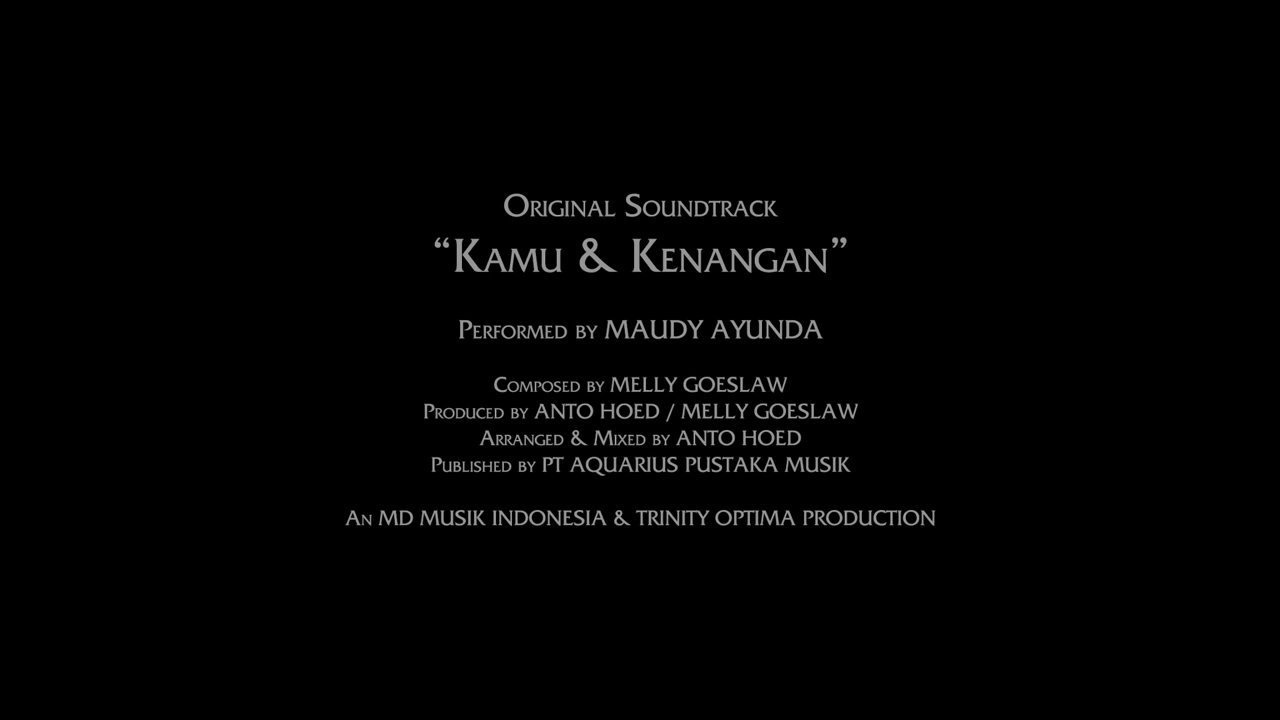 Original Soundtrack
“Kamu & Kenangan”
Performed by MAUDY AYUNDA
Composed by MELLY GOESLAW
Produced by ANTO HOED / MELLY GOESLAW
Arranged & Mixed by ANTO HOED
Published by PT AQUARIUS PUSTAKA MUSIK
An MD MUSIK INDONESIA & TRINITY OPTIMA PRODUCTION